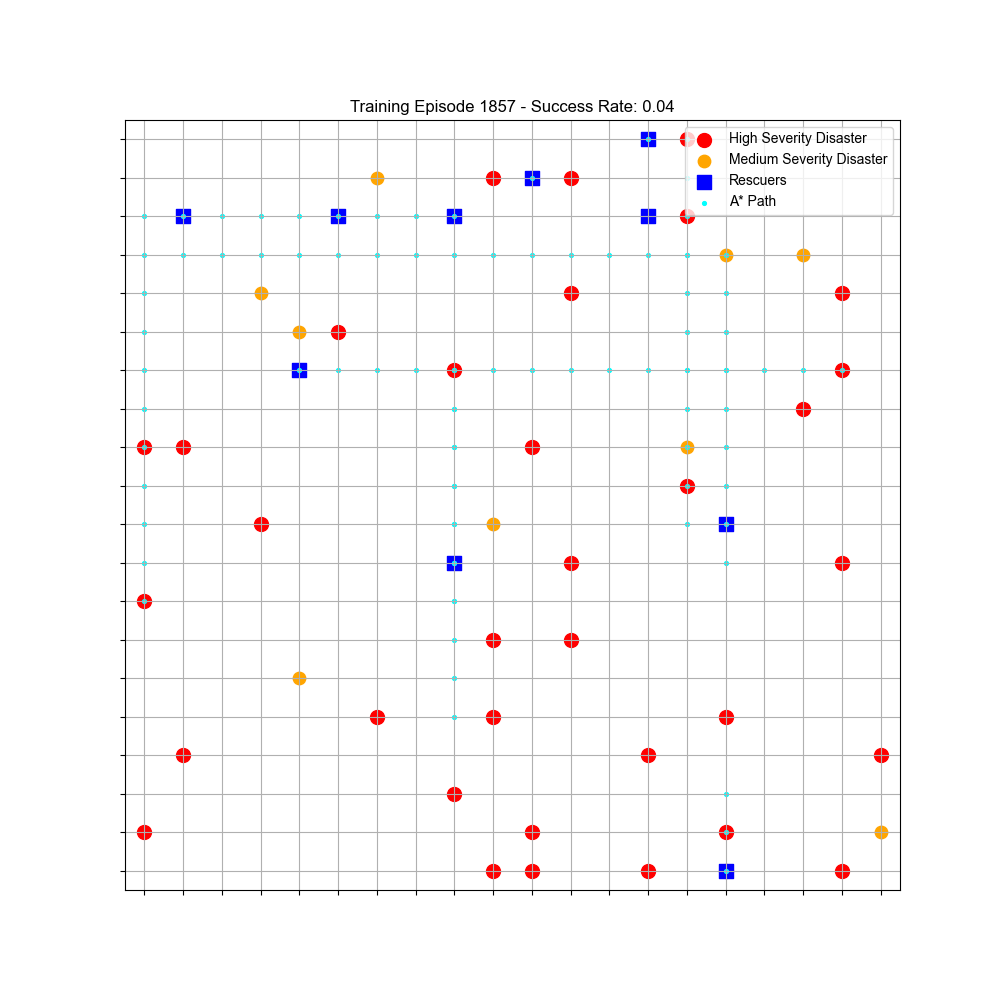 Training Episode 1857 - Success Rate: 0.04
High Severity Disaster
Medium Severity Disaster
Rescuers
A* Path